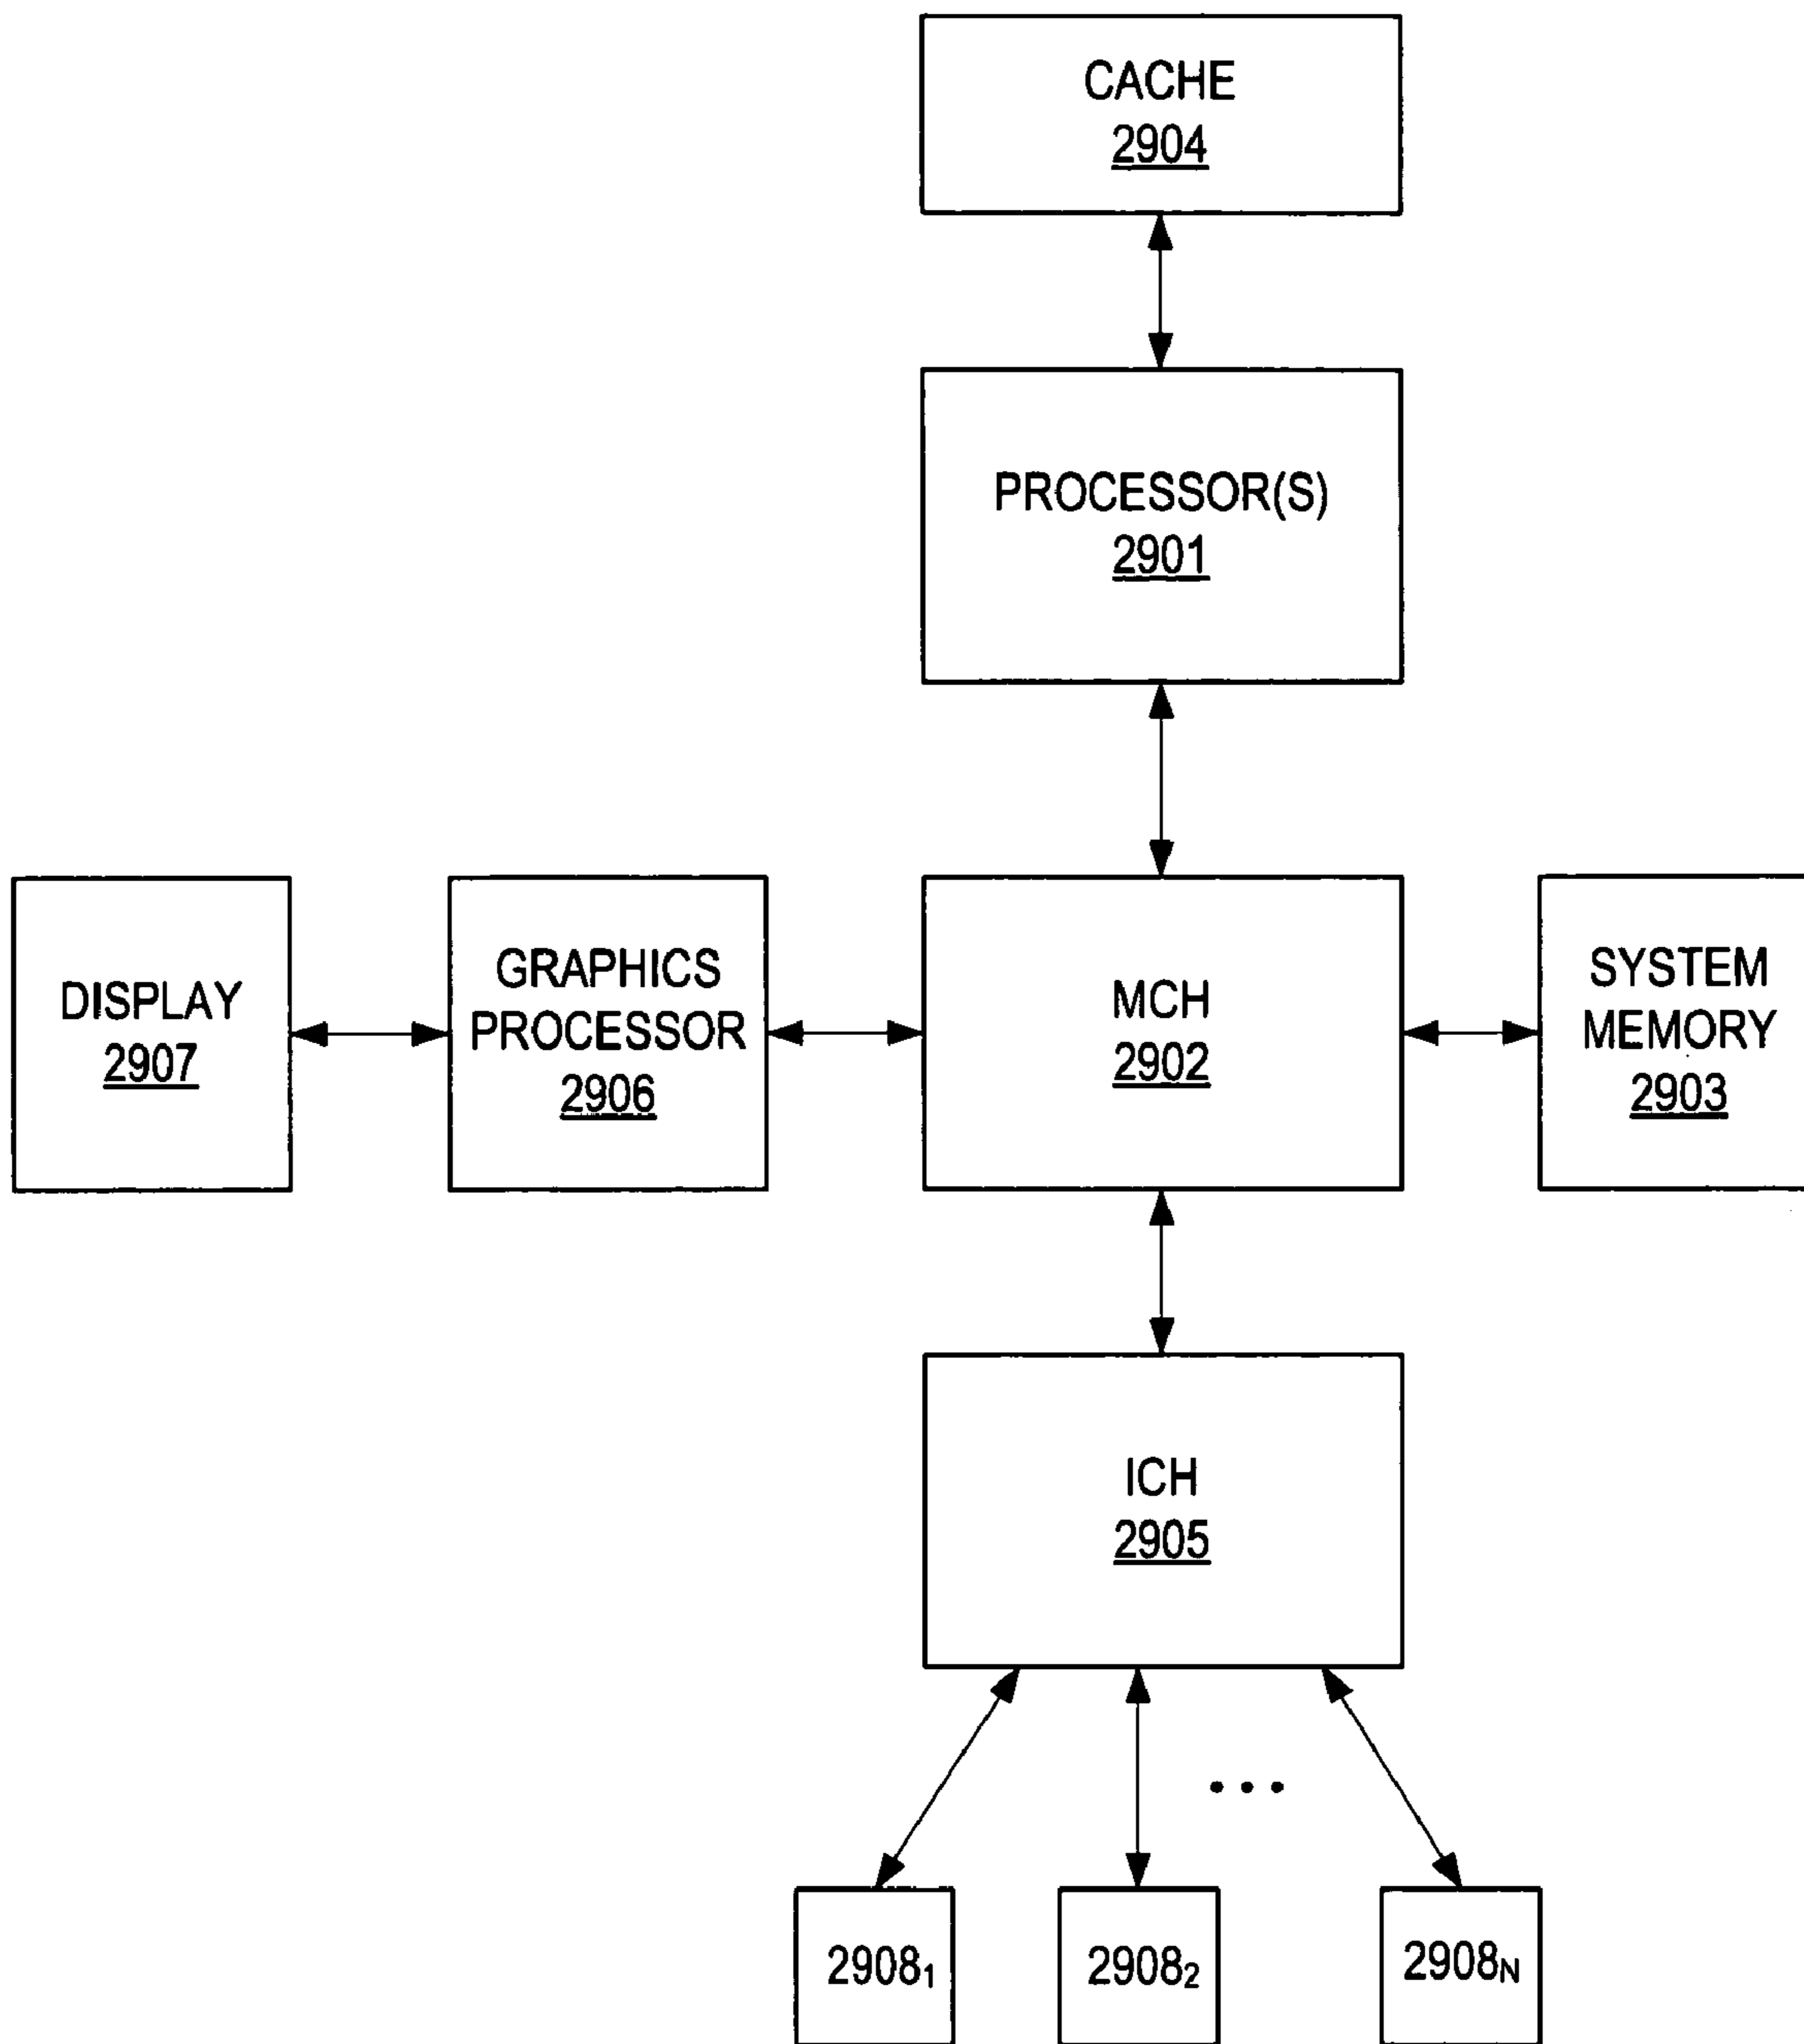 CACHE
2904
PROCESSOR(S)
2901
DISPLAY
2907
GRAPHICS
PROCESSOR
2906
MCH
2902
SYSTEM
MEMORY
2903
ICH
2905
• • •
2908₁
2908₂
2908N